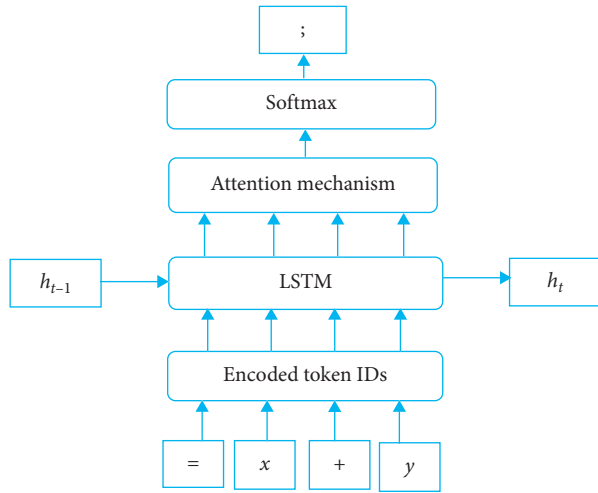 ;
Softmax
Attention mechanism
h_{t–1}
LSTM
h_t
Encoded token IDs
= x + y